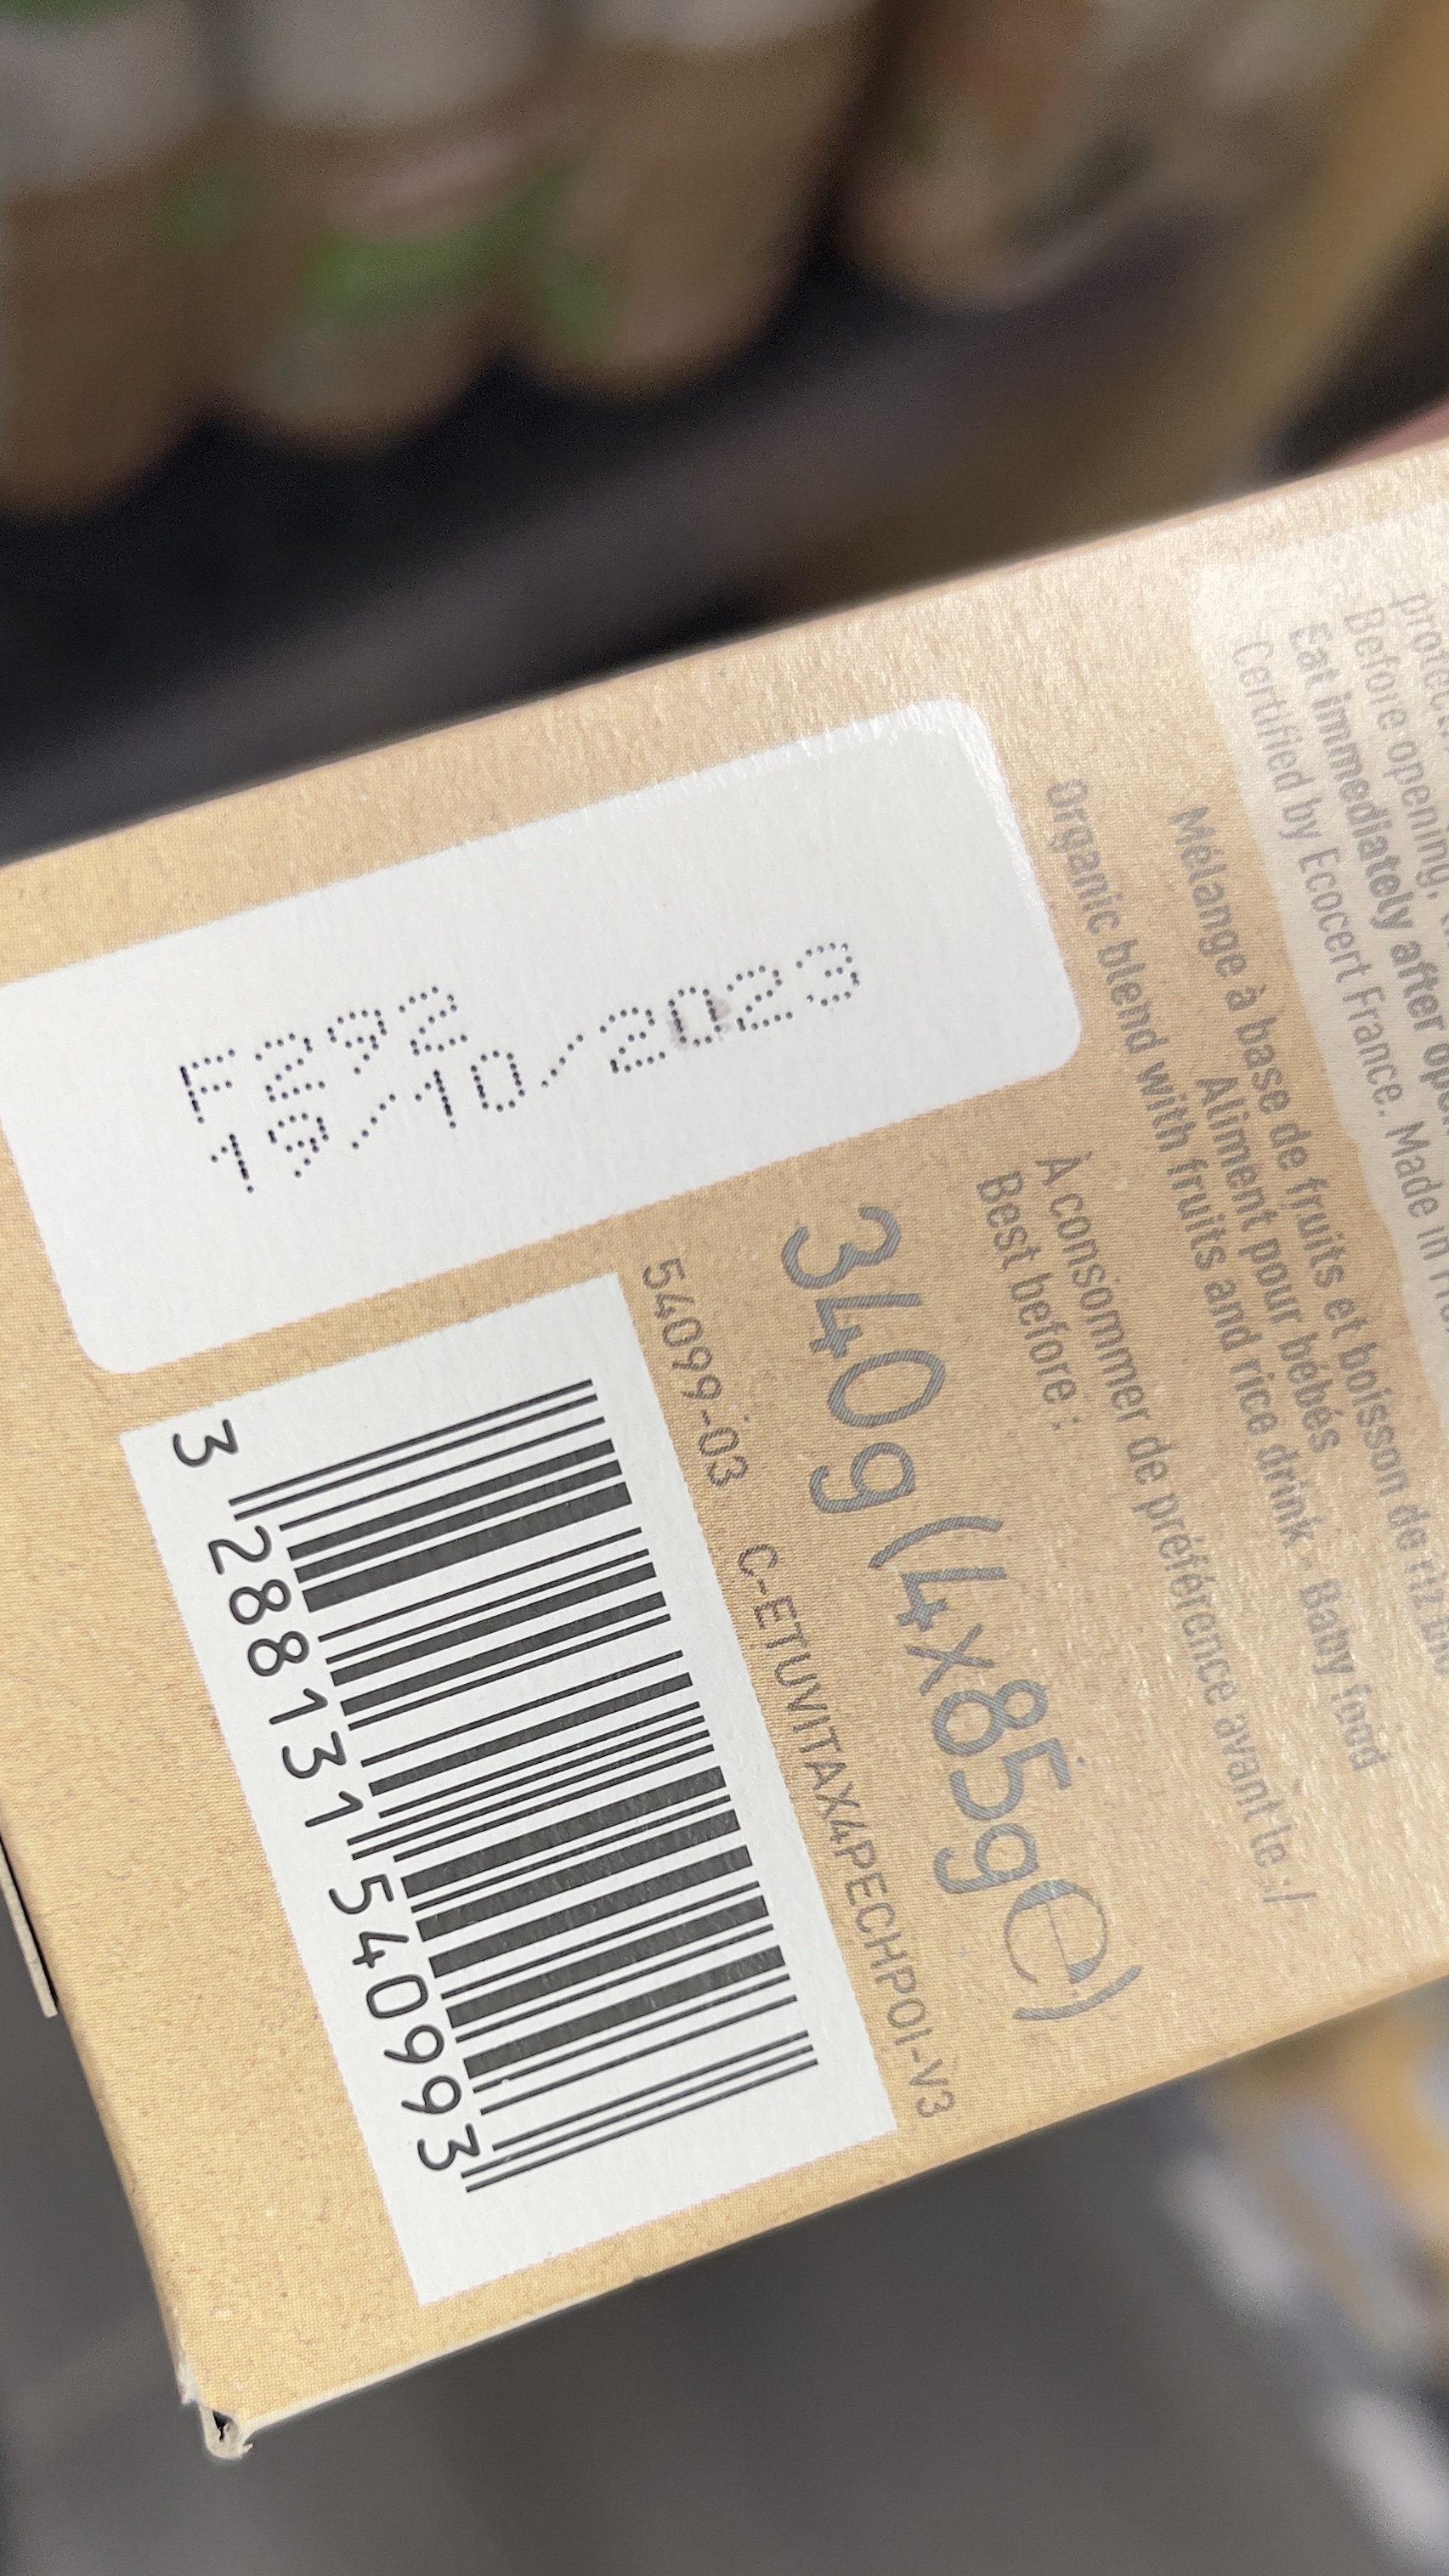 protect
Before opening,
Eat immediately after
Certified by Ecocert France. Made in
Mélange à base de fruits et boisson de riz
Aliment pour bébés
Organic blend with fruits and rice drink - Baby food
À consommer de préférence avant le :/
Best before :
340g (4x85g℮)
54099-03 C-ETUVITAX4PECHPOI-V3
F292
19/10/2023
3 288131 540993